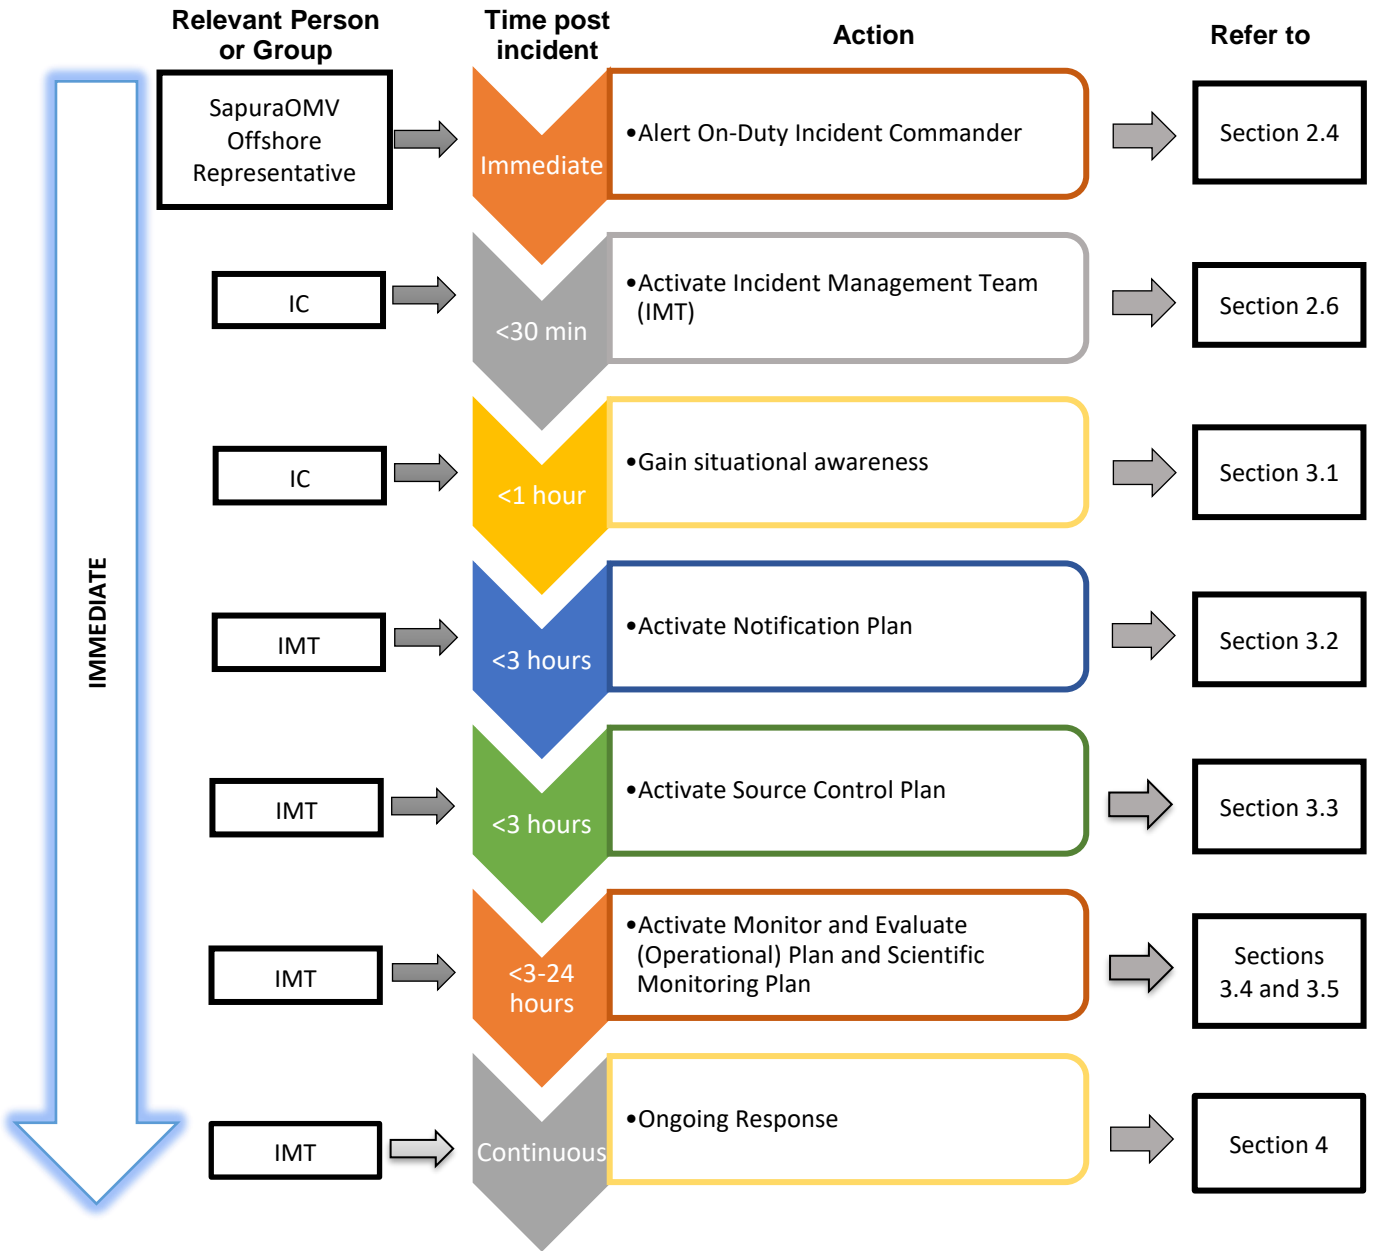 Relevant Person
or Group
Time post
incident
Action
Refer to
SapuraOMV
Offshore
Representative
Immediate
•Alert On-Duty Incident Commander
Section 2.4
IC
<30 min
•Activate Incident Management Team
(IMT)
Section 2.6
IC
<1 hour
•Gain situational awareness
Section 3.1
IMMEDIATE
IMT
<3 hours
•Activate Notification Plan
Section 3.2
IMT
<3 hours
•Activate Source Control Plan
Section 3.3
IMT
<3-24
hours
•Activate Monitor and Evaluate
(Operational) Plan and Scientific
Monitoring Plan
Sections
3.4 and 3.5
IMT
Continuous
•Ongoing Response
Section 4